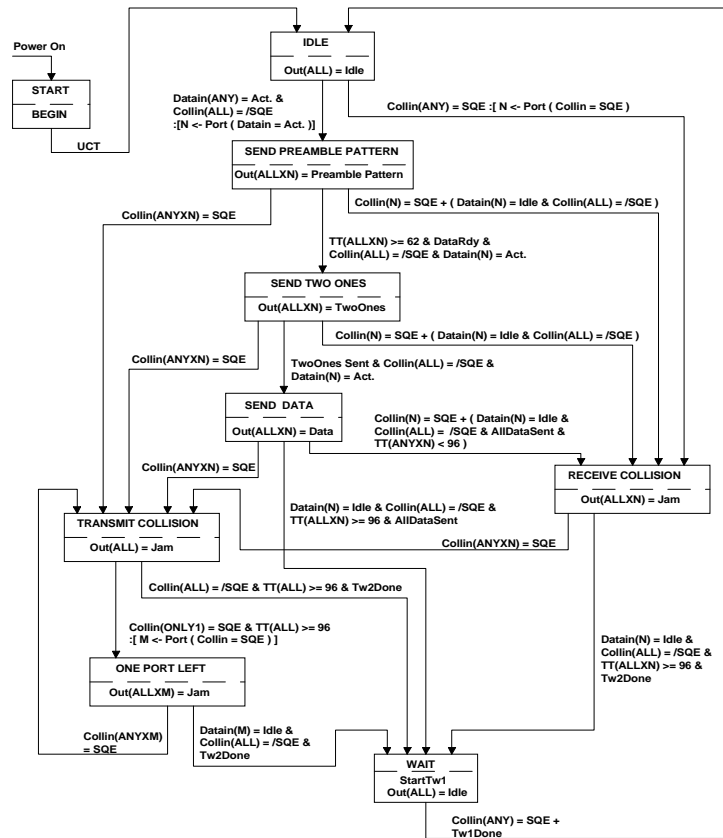 Power On
START
BEGIN
UCT
IDLE
Out(ALL) = Idle
Datain(ANY) = Act. &
Collin(ALL) = /SQE
:[N <- Port ( Datain = Act. )]
Collin(ANY) = SQE :[ N <- Port ( Collin = SQE )
SEND PREAMBLE PATTERN
Out(ALLXN) = Preamble Pattern
Collin(ANYXN) = SQE
Collin(N) = SQE + ( Datain(N) = Idle & Collin(ALL) = /SQE)
TT(ALLXN) >= 62 & DataRdy &
Collin(ALL) = /SQE & Datain(N) = Act.
SEND TWO ONES
Out(ALLXN) = TwoOnes
Collin(ANYXN) = SQE
Collin(N) = SQE + ( Datain(N) = Idle & Collin(ALL) = /SQE )
TwoOnes Sent & Collin(ALL) = /SQE &
Datain(N) = Act.
SEND DATA
Out(ALLXN) = Data
Collin(ANYXN) = SQE
Collin(N) = SQE + ( Datain(N) = Idle &
Collin(ALL) = /SQE & AllDataSent &
TT(ANYXN) < 96 )
RECEIVE COLLISION
Out(ALLXN) = Jam
Datain(N) = Idle & Collin(ALL) = /SQE &
TT(ALLXN) >= 96 & AllDataSent
TRANSMIT COLLISION
Out(ALL) = Jam
Collin(ANYXN) = SQE
Collin(ALL) = /SQE & TT(ALL) >= 96 & Tw2Done
Collin(ONLY1) = SQE & TT(ALL) >= 96
:[ M <- Port ( Collin = SQE ) ]
ONE PORT LEFT
Out(ALLXM) = Jam
Datain(N) = Idle &
Collin(ALL) = /SQE &
TT(ALLXN) >= 96 &
Tw2Done
Collin(ANYXM)
= SQE
Datain(M) = Idle &
Collin(ALL) = /SQE &
Tw2Done
WAIT
StartTw1
Out(ALL) = Idle
Collin(ANY) = SQE +
Tw1Done